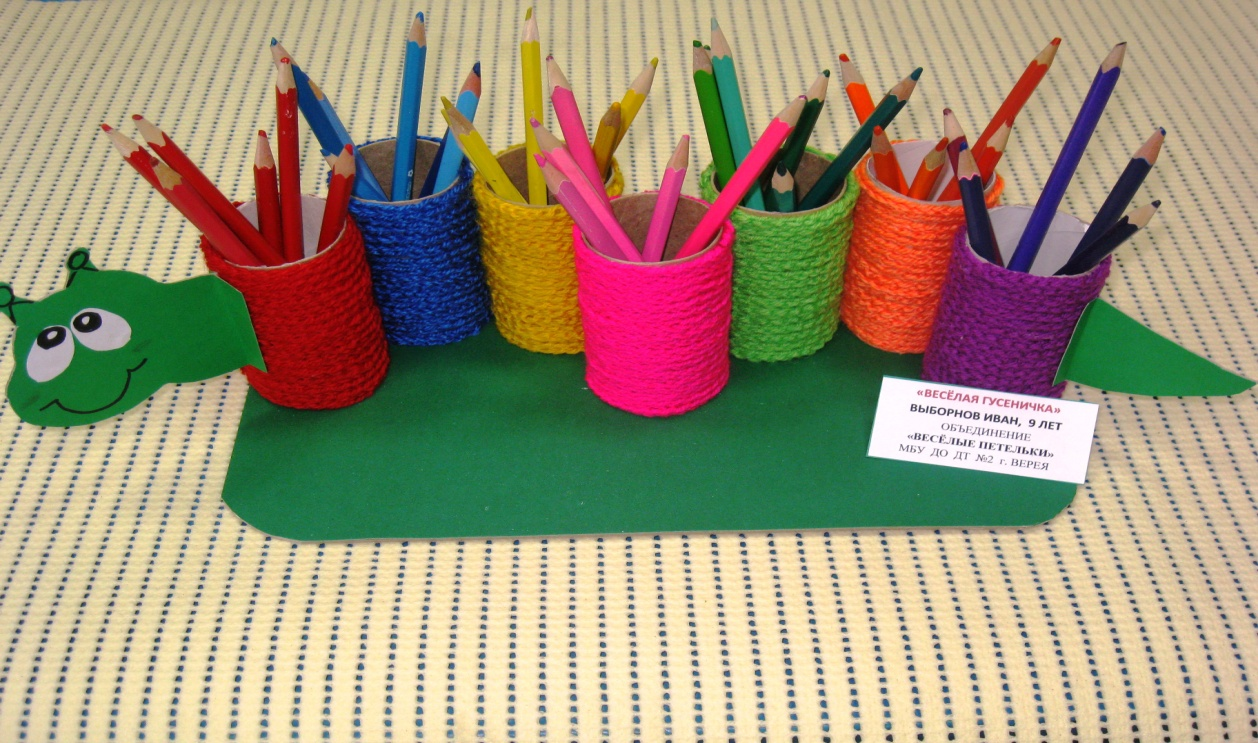 «ВЕСЁЛАЯ ГУСЕНИЧКА»
ВЫБОРНОВ ИВАН, 9 ЛЕТ
ОБЪЕДИНЕНИЕ
«ВЕСЁЛЫЕ ПЕТЕЛЬКИ»
МБУ ДО ДТ №2 г. ВЕРЕЯ